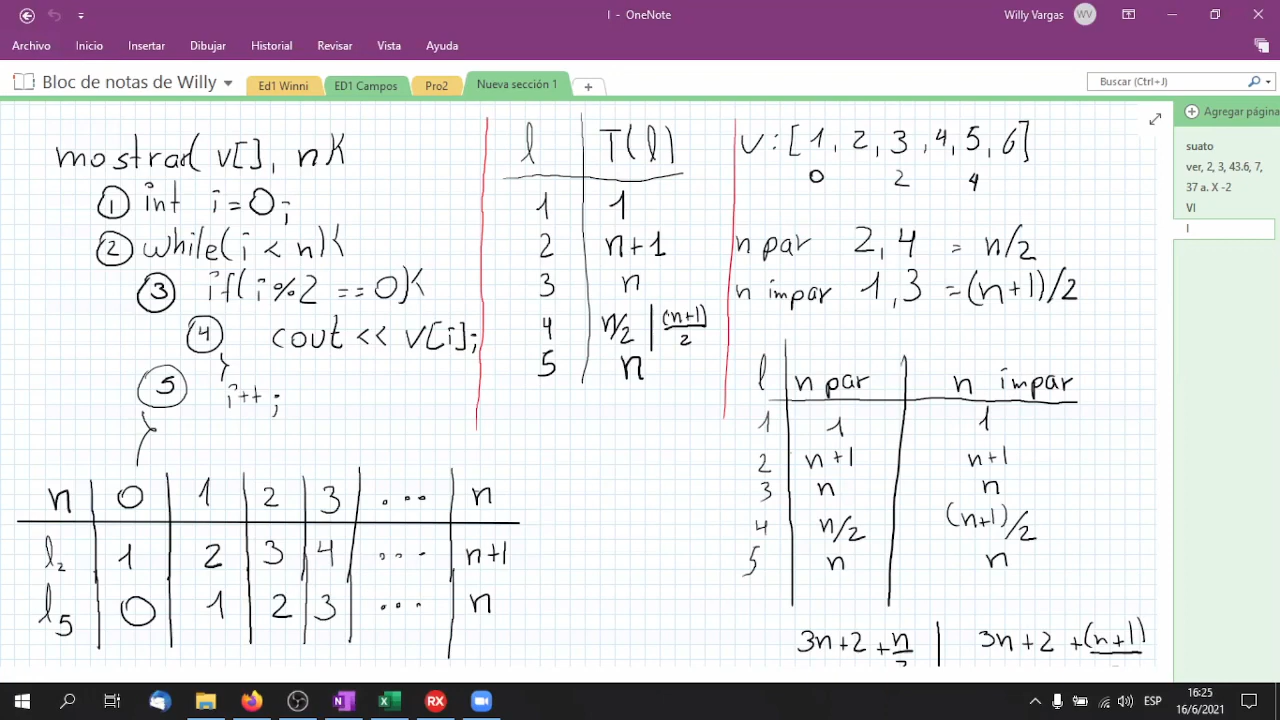 I - OneNote
Willy Vargas WV
Archivo Inicio Insertar Dibujar Historial Revisar Vista Ayuda
Bloc de notas de Willy Ed1 Winni ED1 Campos Pro2 Nueva sección 1 +
Buscar (Ctrl+J)
Agregar página
suato
ver, 2, 3, 43.6, 7,
37 a. X -2
VI
I
mostrar( v[], n){
1 int i=0;
2 while(i < n){
3 if(i%2 ==0){
4 cout << v[i];
}
5 i++;
}
l T(l)
1 1
2 n+1
3 n
4 n/2 | (n+1)/2
5 n
v:[1, 2, 3, 4, 5, 6]
0 2 4
n par 2,4 = n/2
n impar 1,3 =(n+1)/2
l n par n impar
1 1 1
2 n+1 n+1
3 n n
4 n/2 (n+1)/2
5 n n
3n+2 +n | 3n+2 +(n+1)
n 0 1 2 3 ... n
l2 1 2 3 4 ... n+1
l5 0 1 2 3 ... n
ESP
16:25
16/6/2021